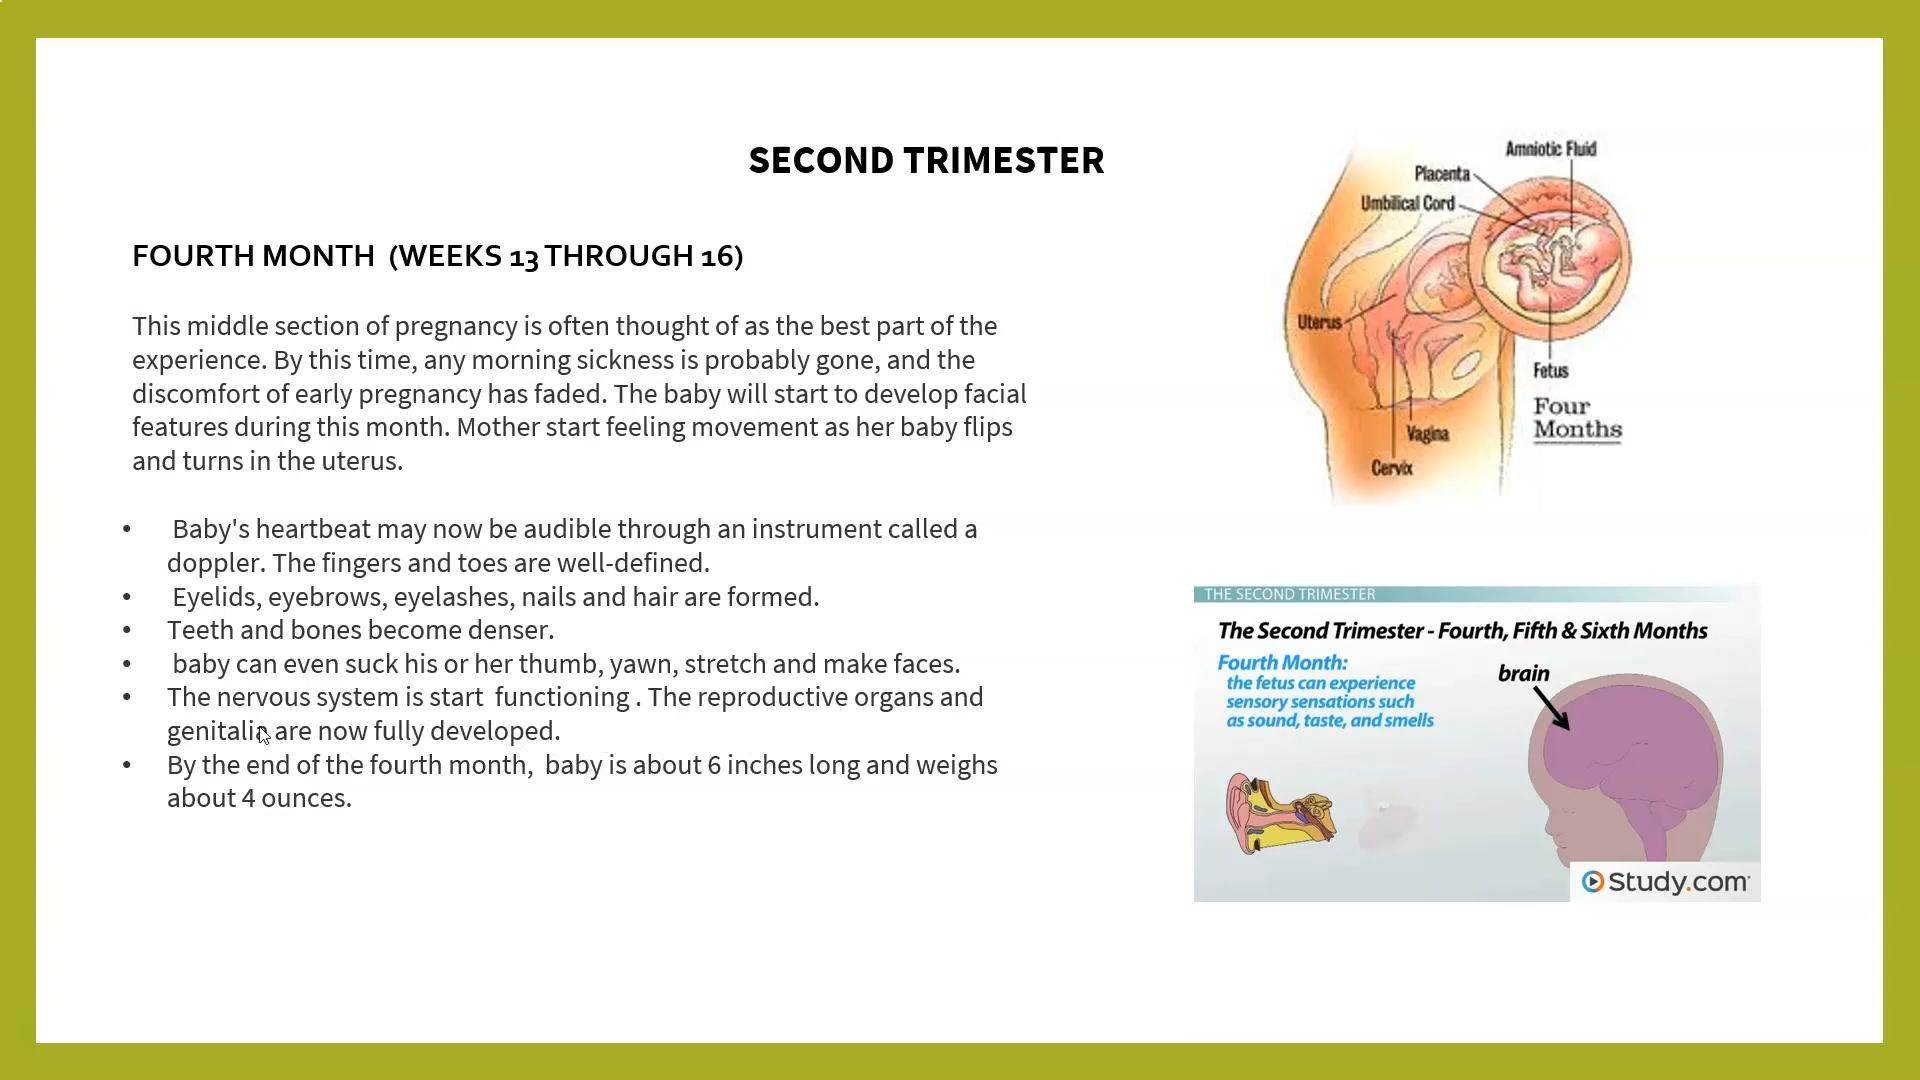 SECOND TRIMESTER
FOURTH MONTH (WEEKS 13 THROUGH 16)
This middle section of pregnancy is often thought of as the best part of the
experience. By this time, any morning sickness is probably gone, and the
discomfort of early pregnancy has faded. The baby will start to develop facial
features during this month. Mother start feeling movement as her baby flips
and turns in the uterus.
• Baby's heartbeat may now be audible through an instrument called a
doppler. The fingers and toes are well-defined.
• Eyelids, eyebrows, eyelashes, nails and hair are formed.
• Teeth and bones become denser.
• baby can even suck his or her thumb, yawn, stretch and make faces.
• The nervous system is start functioning . The reproductive organs and
genitalia are now fully developed.
• By the end of the fourth month, baby is about 6 inches long and weighs
about 4 ounces.
Amniotic Fluid
Placenta
Umbilical Cord
Uterus
Fetus
Four
Months
Vagina
Cervix
THE SECOND TRIMESTER
The Second Trimester - Fourth, Fifth & Sixth Months
Fourth Month:
the fetus can experience
sensory sensations such
as sound, taste, and smells
brain
Study.com